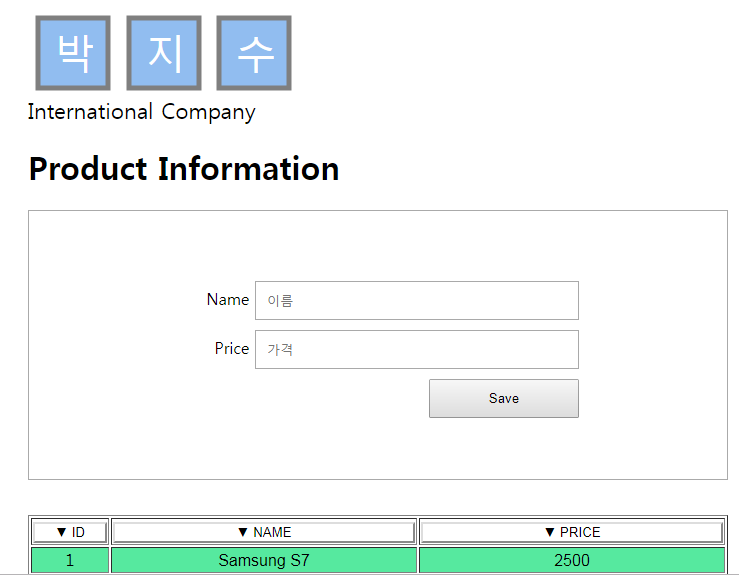 박 지 수
International Company
Product Information
Name 이름
Price 가격
Save
▼ ID ▼ NAME ▼ PRICE
1 Samsung S7 2500